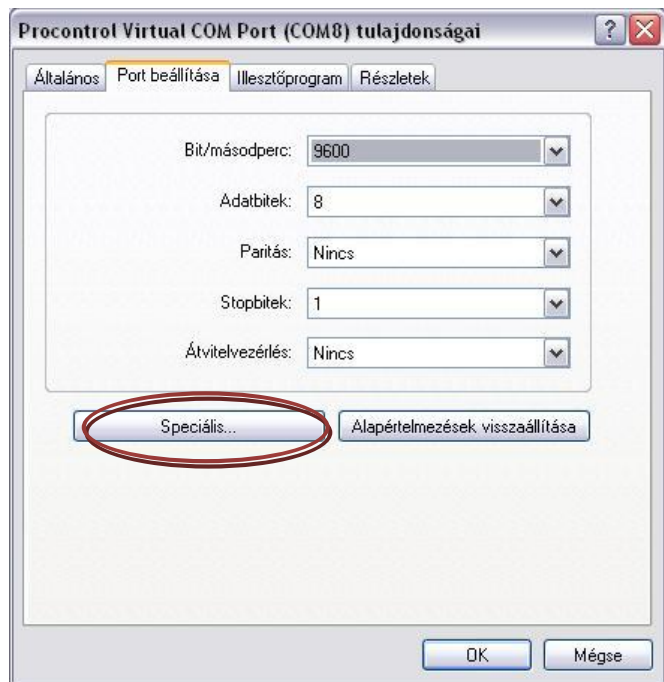 Procontrol Virtual COM Port (COM8) tulajdonságai
Általános Port beállítása Illesztőprogram Részletek
Bit/másodperc: 9600
Adatbitek: 8
Paritás: Nincs
Stopbitek: 1
Átvitelvezérlés: Nincs
Speciális... Alapértelmezések visszaállítása
OK Mégse